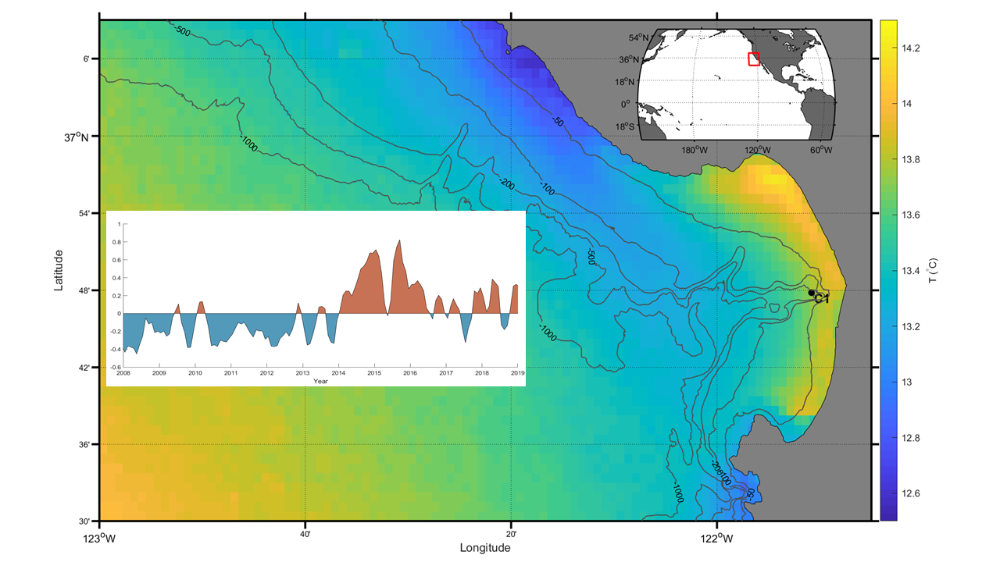 -500
-1000
-50
-100
-200
-500
-1000
-1000
-200
-100
-50
C1
6'
37°N
54'
48'
42'
36'
30'
Latitude
123°W
40'
20'
122°W
Longitude
54°N
36°N
18°N
0°
18°S
180°W
120°W
60°W
14.2
14
13.8
13.6
13.4
13.2
13
12.8
12.6
T (°C)
1
0.8
0.6
0.4
0.2
0
-0.2
-0.4
-0.6
2008 2009 2010 2011 2012 2013 2014 2015 2016 2017 2018 2019
Year